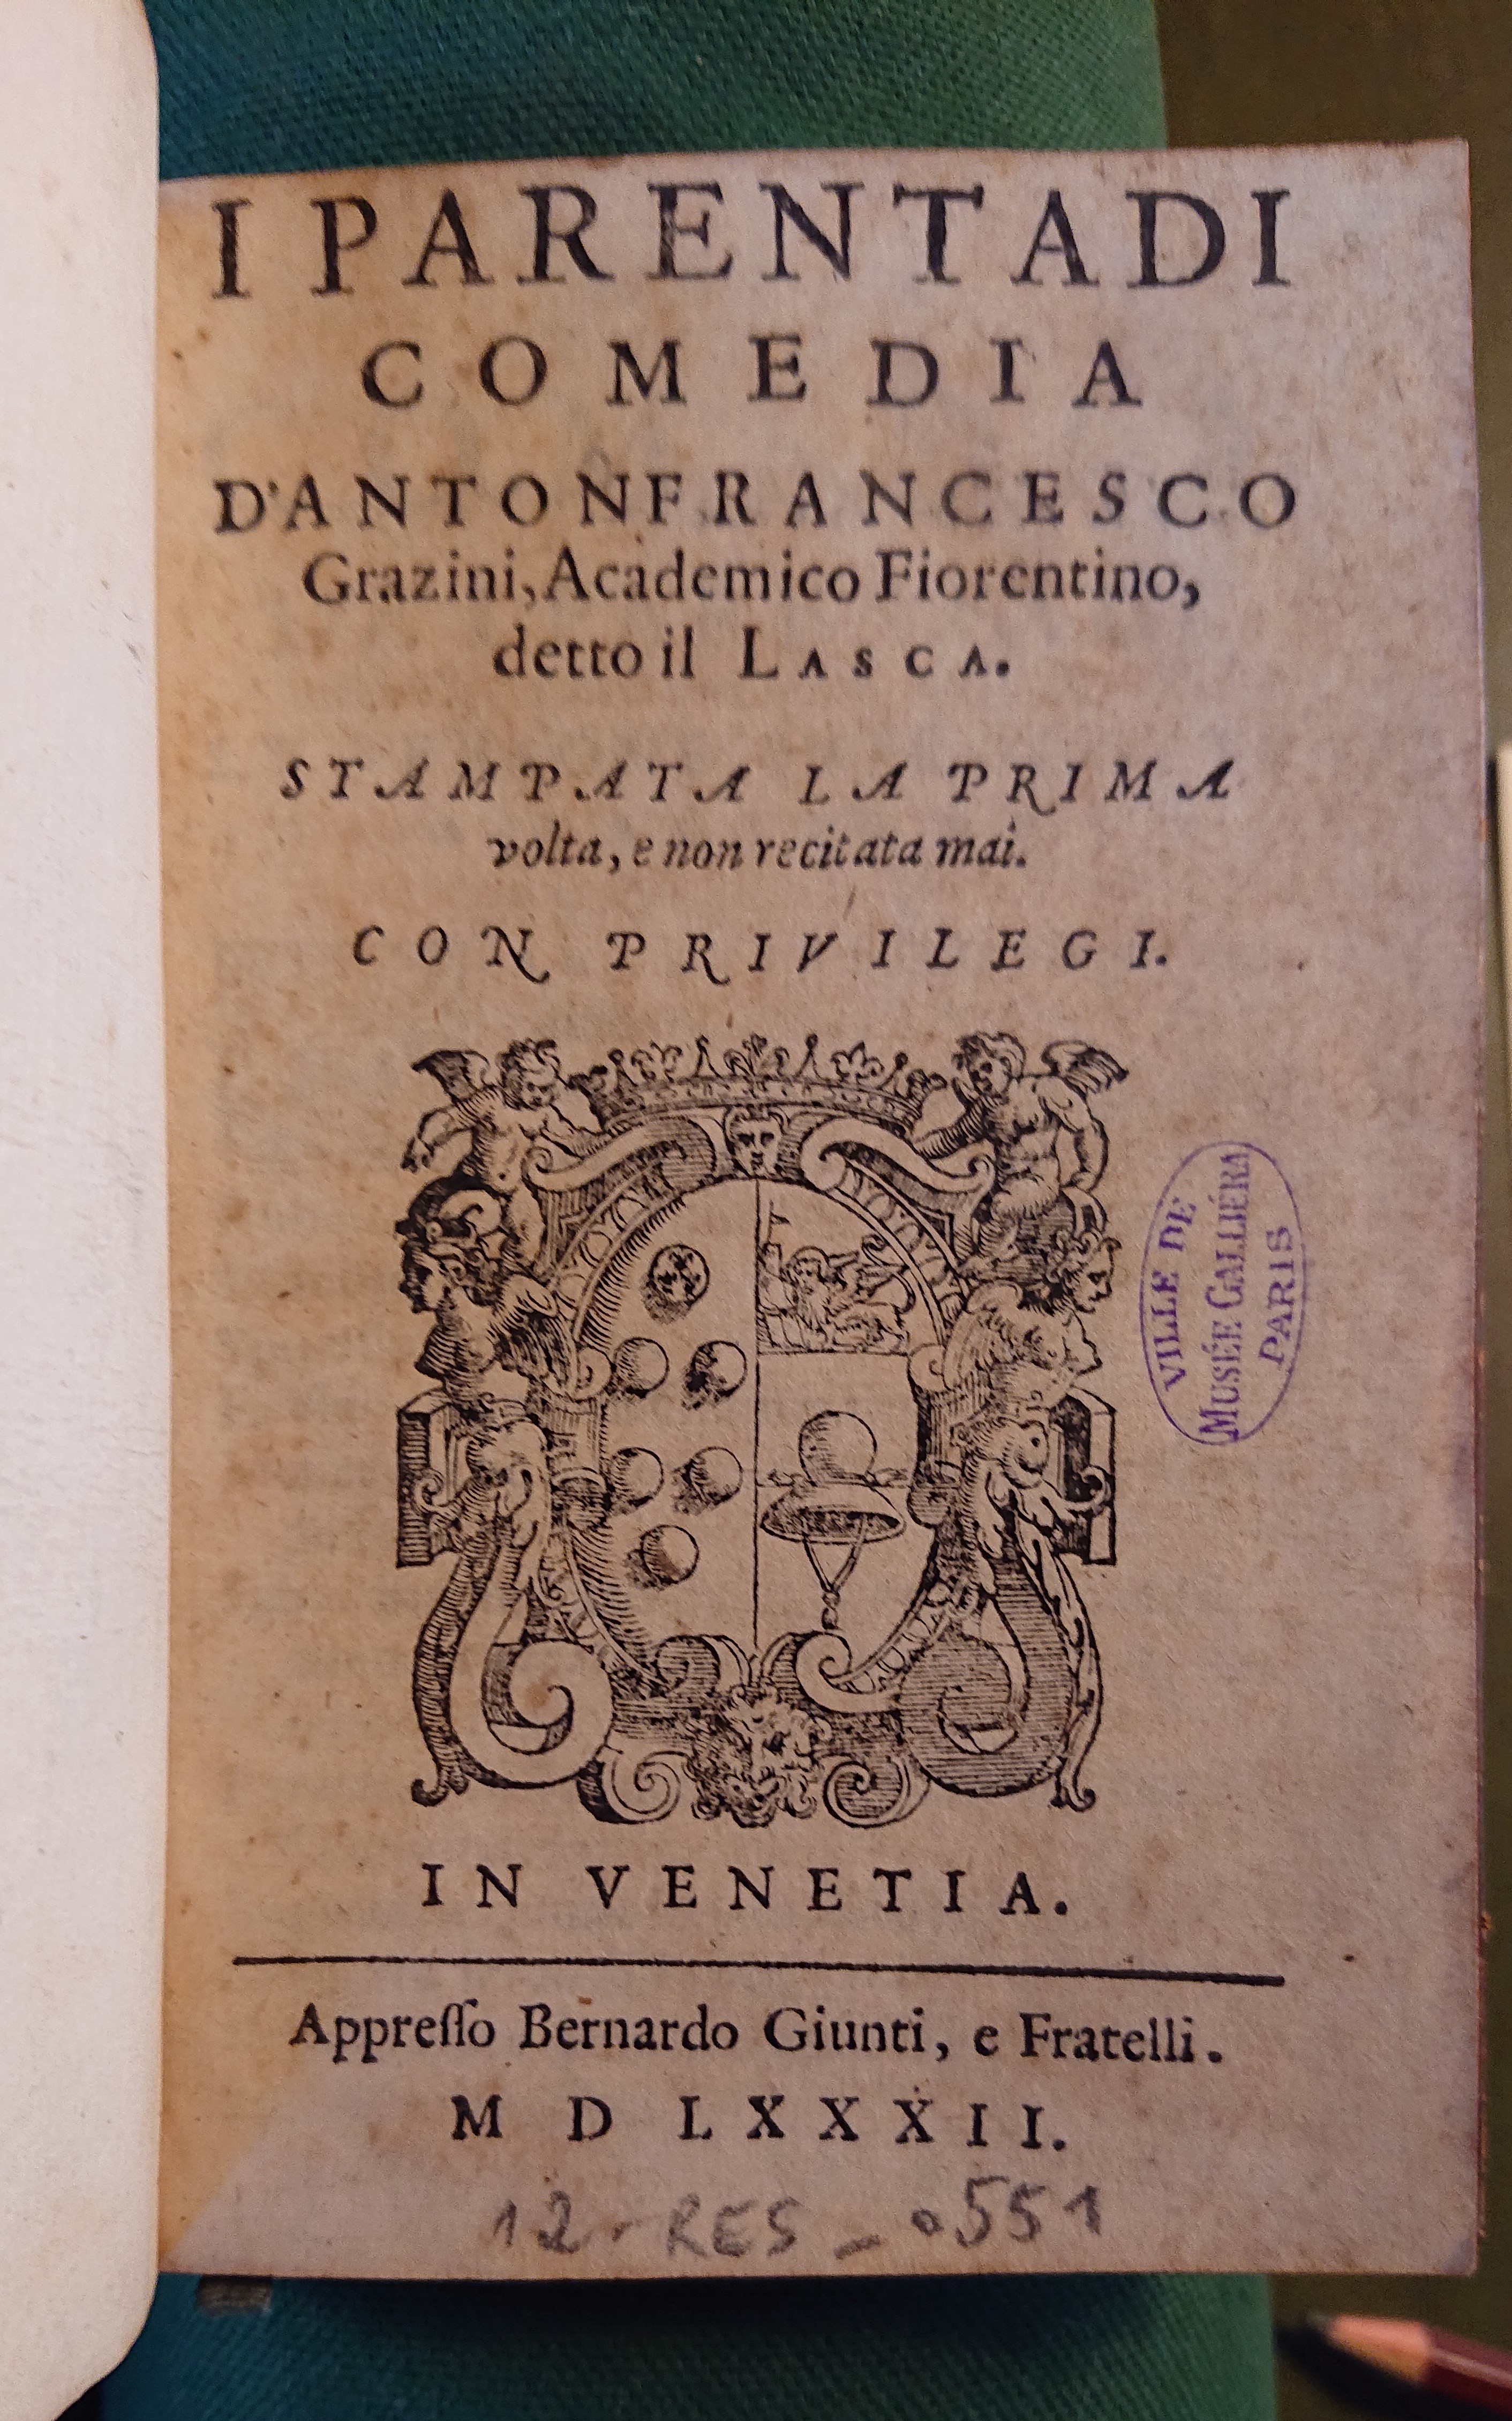 I PARENTADI
COMEDIA
D'ANTONFRANCESCO
Grazini, Academico Fiorentino,
detto il LASCA.
STAMPATA LA PRIMA
volta, e non recitata mai.
CON PRIVILEGI.
VILLE DE
MUSÉE GALLIÉRA
PARIS
IN VENETIA.
Appreſſo Bernardo Giunti, e Fratelli.
M D LXXXII.
12-RES-0551